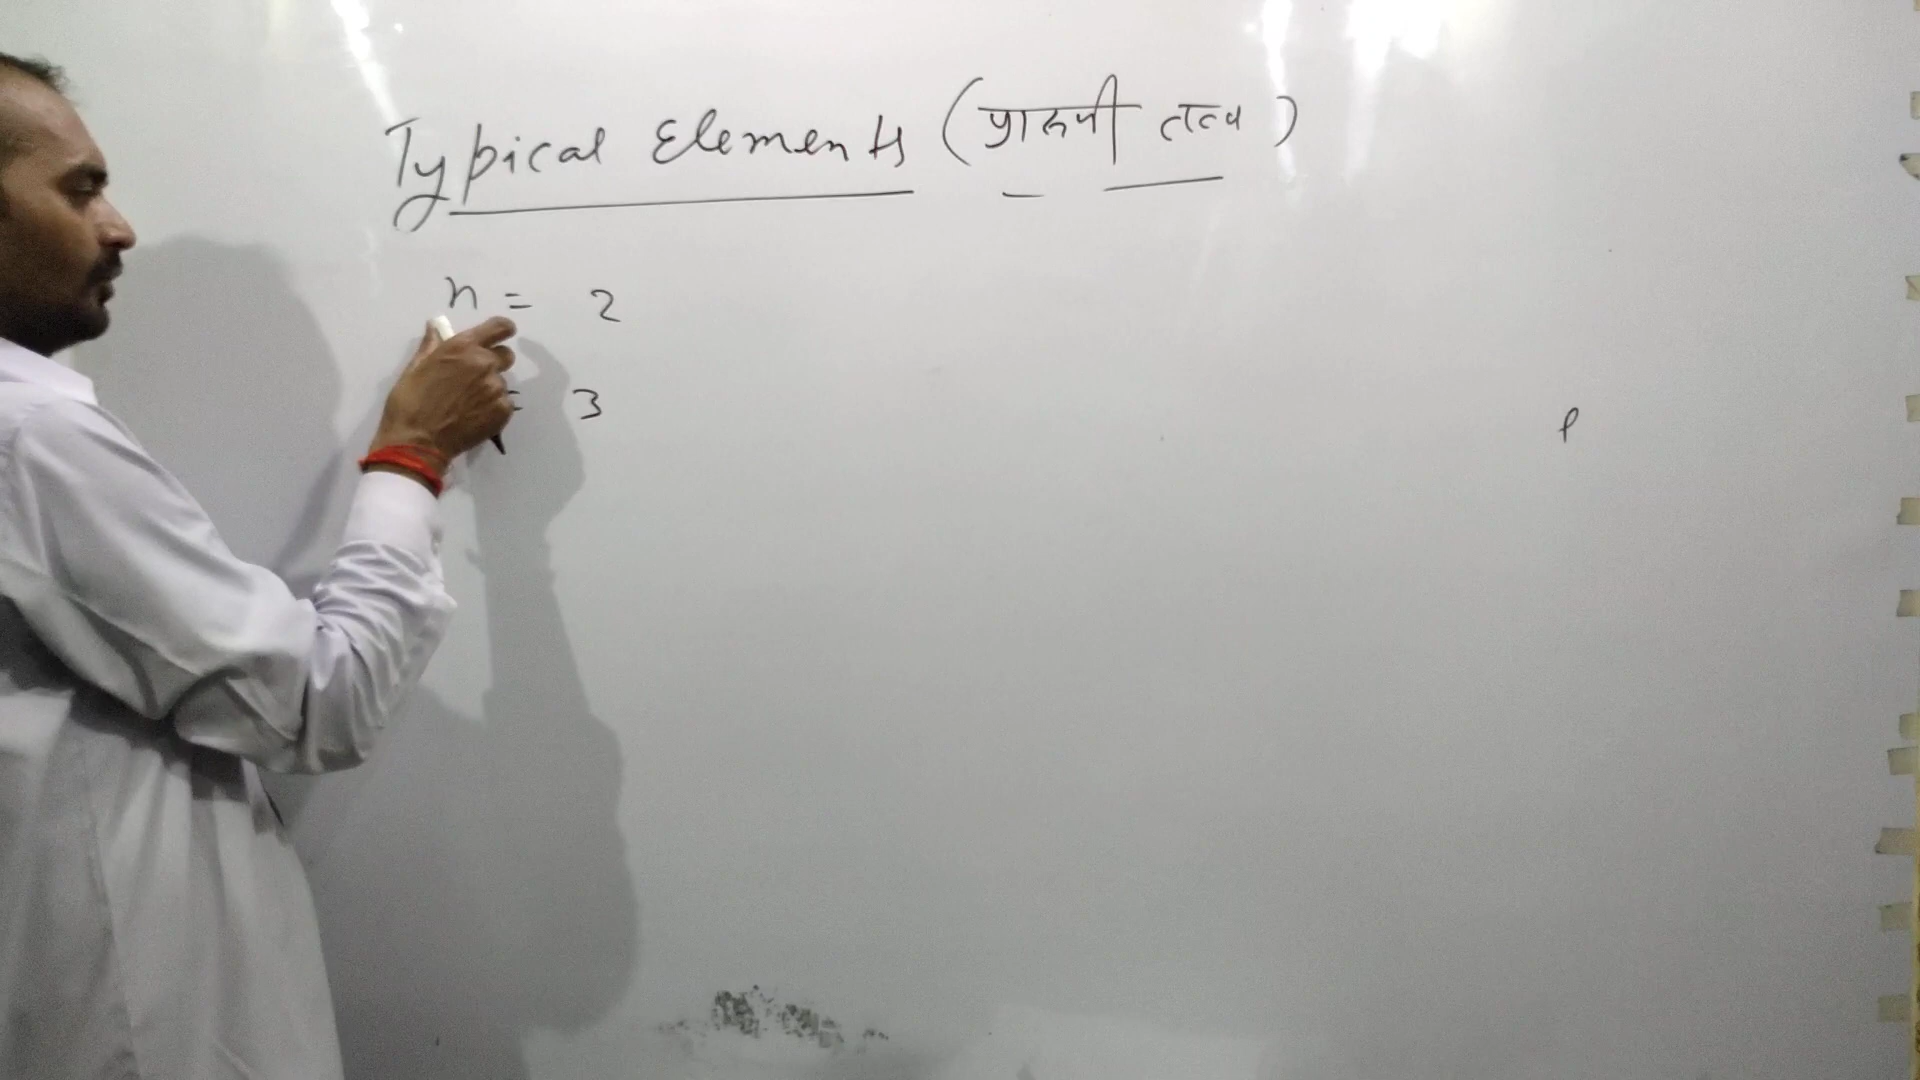 Typical Elements (प्रारूपी तत्व)
n = 2
= 3
P